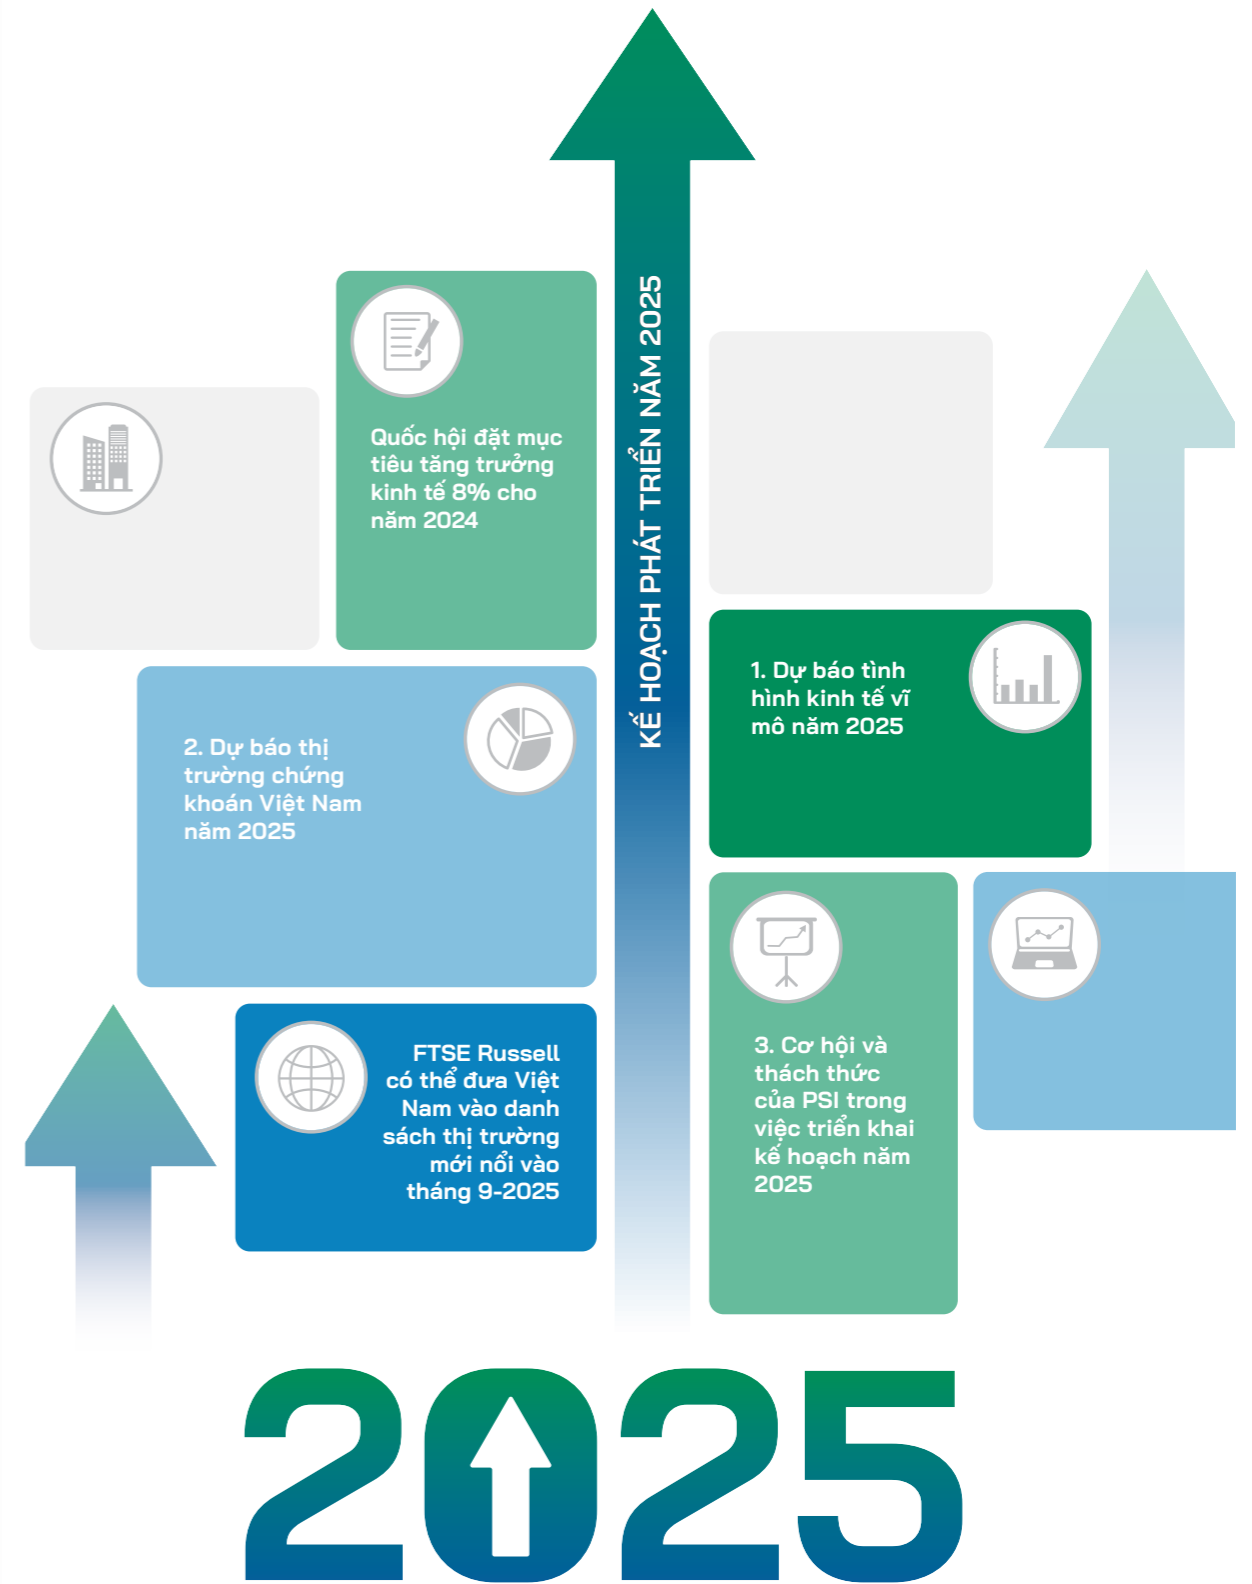 KẾ HOẠCH PHÁT TRIỂN NĂM 2025
Quốc hội đặt mục
tiêu tăng trưởng
kinh tế 8% cho
năm 2024
1. Dự báo tình
hình kinh tế vĩ
mô năm 2025
2. Dự báo thị
trường chứng
khoán Việt Nam
năm 2025
FTSE Russell
có thể đưa Việt
Nam vào danh
sách thị trường
mới nổi vào
tháng 9-2025
3. Cơ hội và
thách thức
của PSI trong
việc triển khai
kế hoạch năm
2025
2025